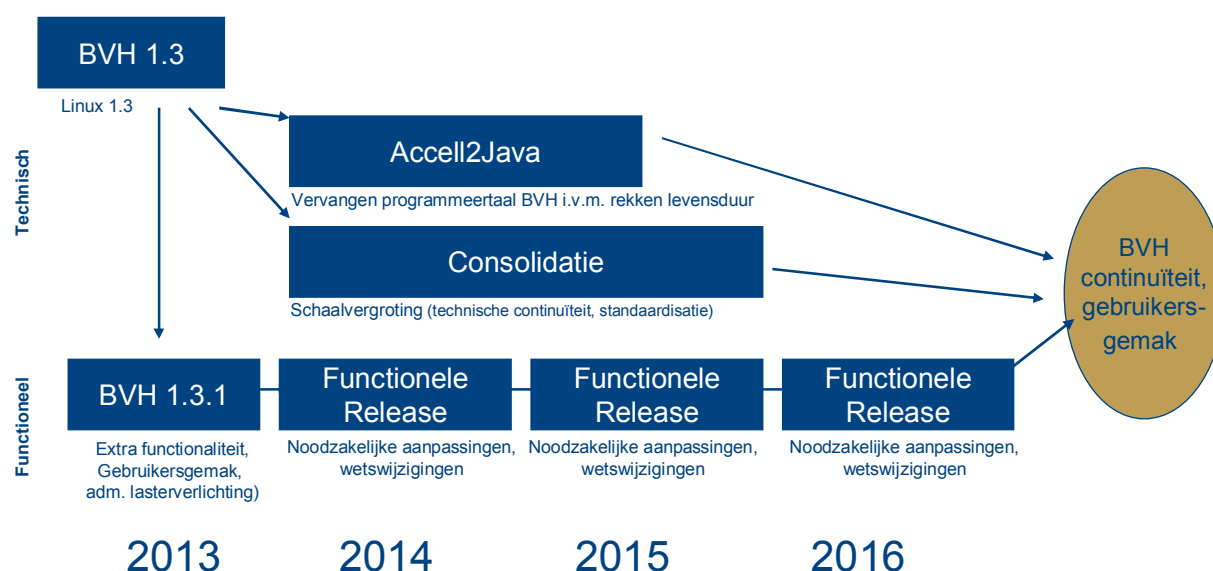 BVH 1.3
Linux 1.3
Technisch
Accell2Java
Vervangen programmeertaal BVH i.v.m. rekken levensduur
Consolidatie
Schaalvergroting (technische continuïteit, standaardisatie)
BVH
continuïteit,
gebruikers-
gemak
Functioneel
BVH 1.3.1
Extra functionaliteit,
Gebruikersgemak,
adm. lasterverlichting)
Functionele
Release
Noodzakelijke aanpassingen,
wetswijzigingen
Functionele
Release
Noodzakelijke aanpassingen,
wetswijzigingen
Functionele
Release
Noodzakelijke aanpassingen,
wetswijzigingen
2013
2014
2015
2016